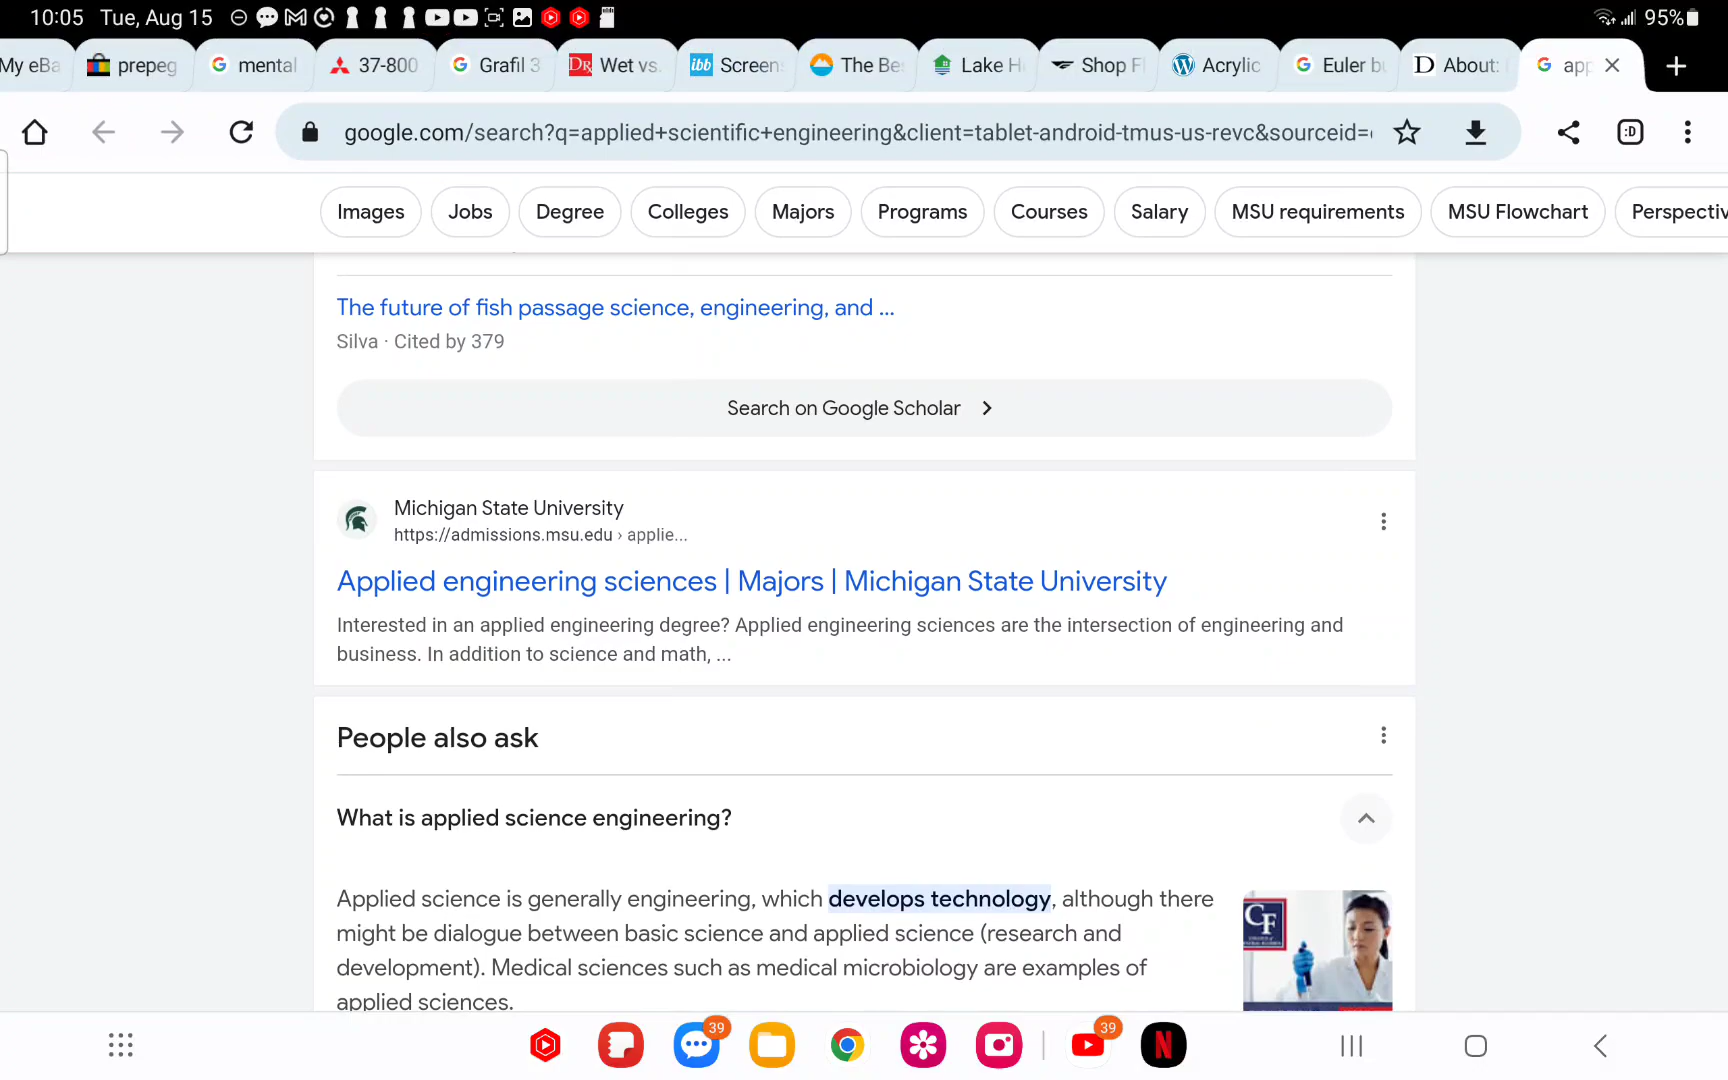 10:05 Tue, Aug 15
95%
My eBa
prepeg
mental
37-800
Grafil 3
DR Wet vs.
ibb Screen
The Be
Lake H
Shop F
Acrylic
Euler b
D About:
app
google.com/search?q=applied+scientific+engineering&client=tablet-android-tmus-us-revc&sourceid=
:D
Images
Jobs
Degree
Colleges
Majors
Programs
Courses
Salary
MSU requirements
MSU Flowchart
Perspectiv
The future of fish passage science, engineering, and ...
Silva · Cited by 379
Search on Google Scholar
Michigan State University
https://admissions.msu.edu › applie...
Applied engineering sciences | Majors | Michigan State University
Interested in an applied engineering degree? Applied engineering sciences are the intersection of engineering and
business. In addition to science and math, ...
People also ask
What is applied science engineering?
Applied science is generally engineering, which develops technology, although there
might be dialogue between basic science and applied science (research and
development). Medical sciences such as medical microbiology are examples of
applied sciences.
CF
39
39
N